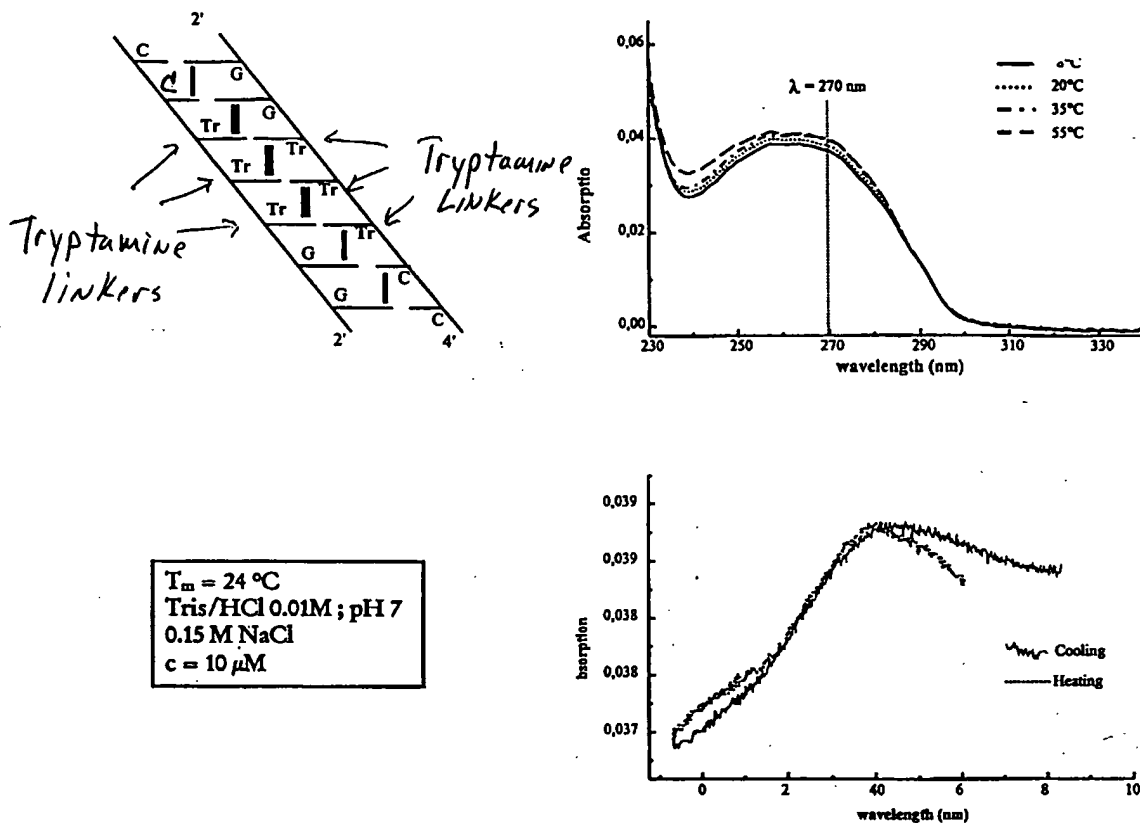 2'
C
G
C
G
Tr
Tr
Tr
Tr
Tr
Tr
G
C
G
C
2'
4'
Tryptamine
linkers
Tryptamine
Linkers
0,06
0,04
0,02
0,00
Absorptio
λ = 270 nm
8°C
20°C
35°C
55°C
230
250
270
290
310
330
wavelength (nm)
T_m = 24 °C
Tris/HCl 0.01M ; pH 7
0.15 M NaCl
c = 10 µM
0,039
0,039
0,038
0,038
0,037
bsorption
Cooling
Heating
0
2
40
6
8
10
wavelength (nm)